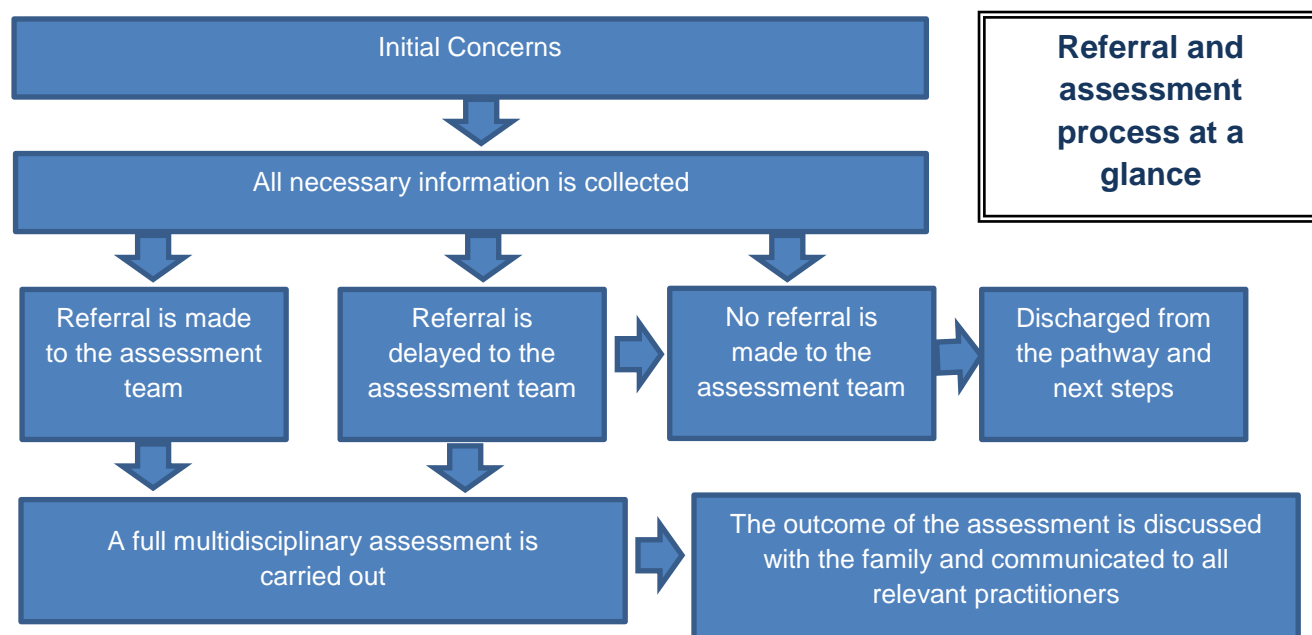 Initial Concerns
Referral and
assessment
process at a
glance
All necessary information is collected
Referral is made
to the assessment
team
Referral is
delayed to the
assessment team
No referral is
made to the
assessment team
Discharged from
the pathway and
next steps
A full multidisciplinary assessment is
carried out
The outcome of the assessment is discussed
with the family and communicated to all
relevant practitioners